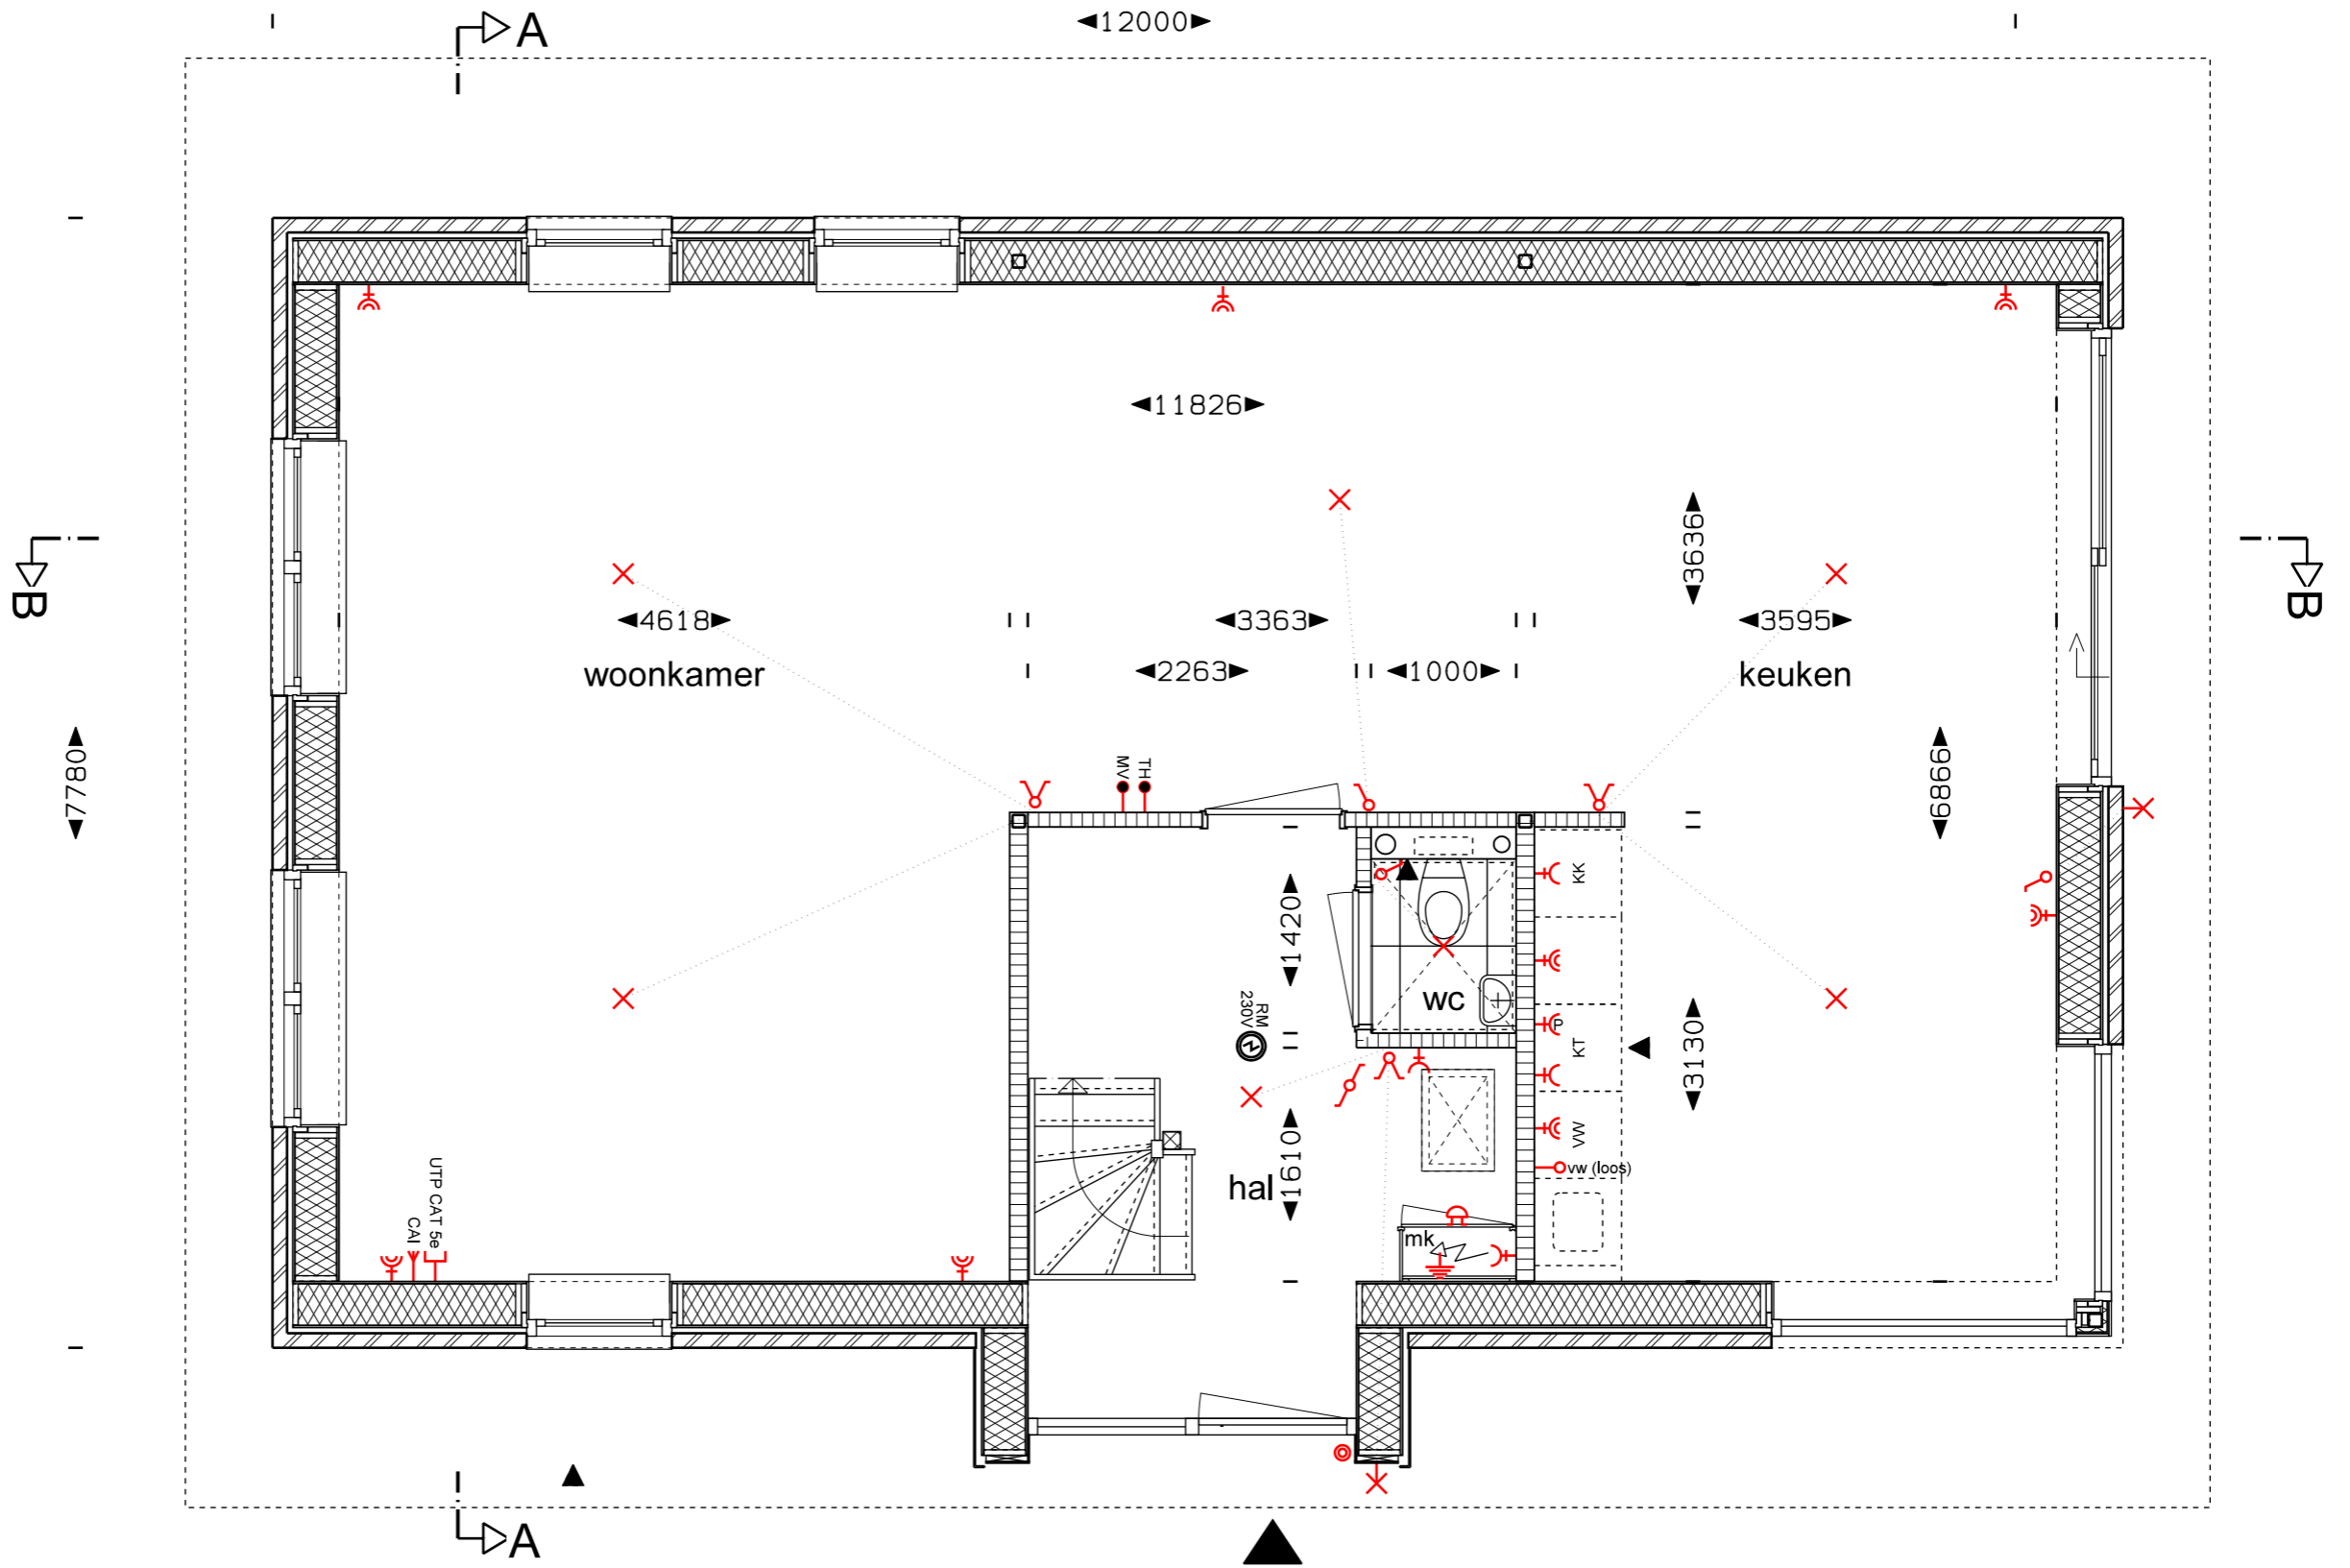 A
12000
11826
3636
B
B
4618
3363
3595
woonkamer
2263
1000
keuken
7780
6866
MV
TH
KK
1420
wc
RM
230V
P
KT
3130
VW
vw (loos)
UTP CAT 5e
CAI
hal
1610
mk
A